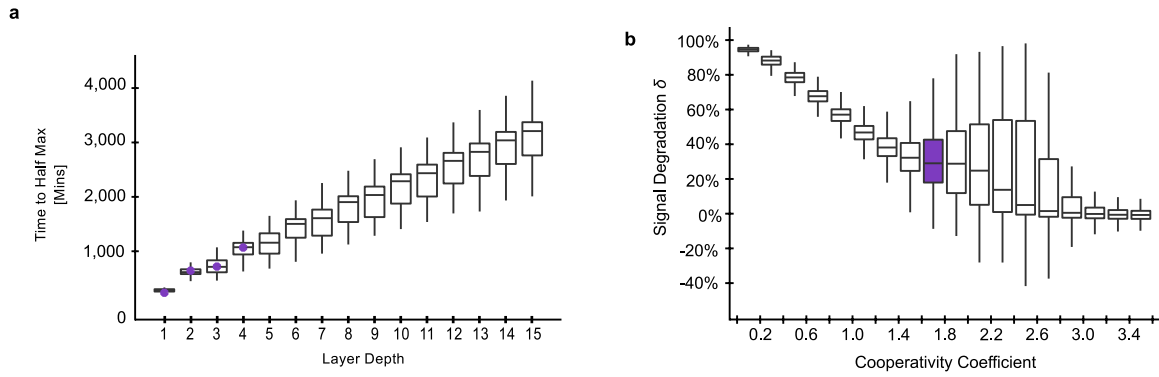 a
4,000
3,000
2,000
1,000
0
Time to Half Max
[Mins]
1 2 3 4 5 6 7 8 9 10 11 12 13 14 15
Layer Depth
b
100%
80%
60%
40%
20%
0%
-20%
-40%
Signal Degradation δ
0.2 0.6 1.0 1.4 1.8 2.2 2.6 3.0 3.4
Cooperativity Coefficient